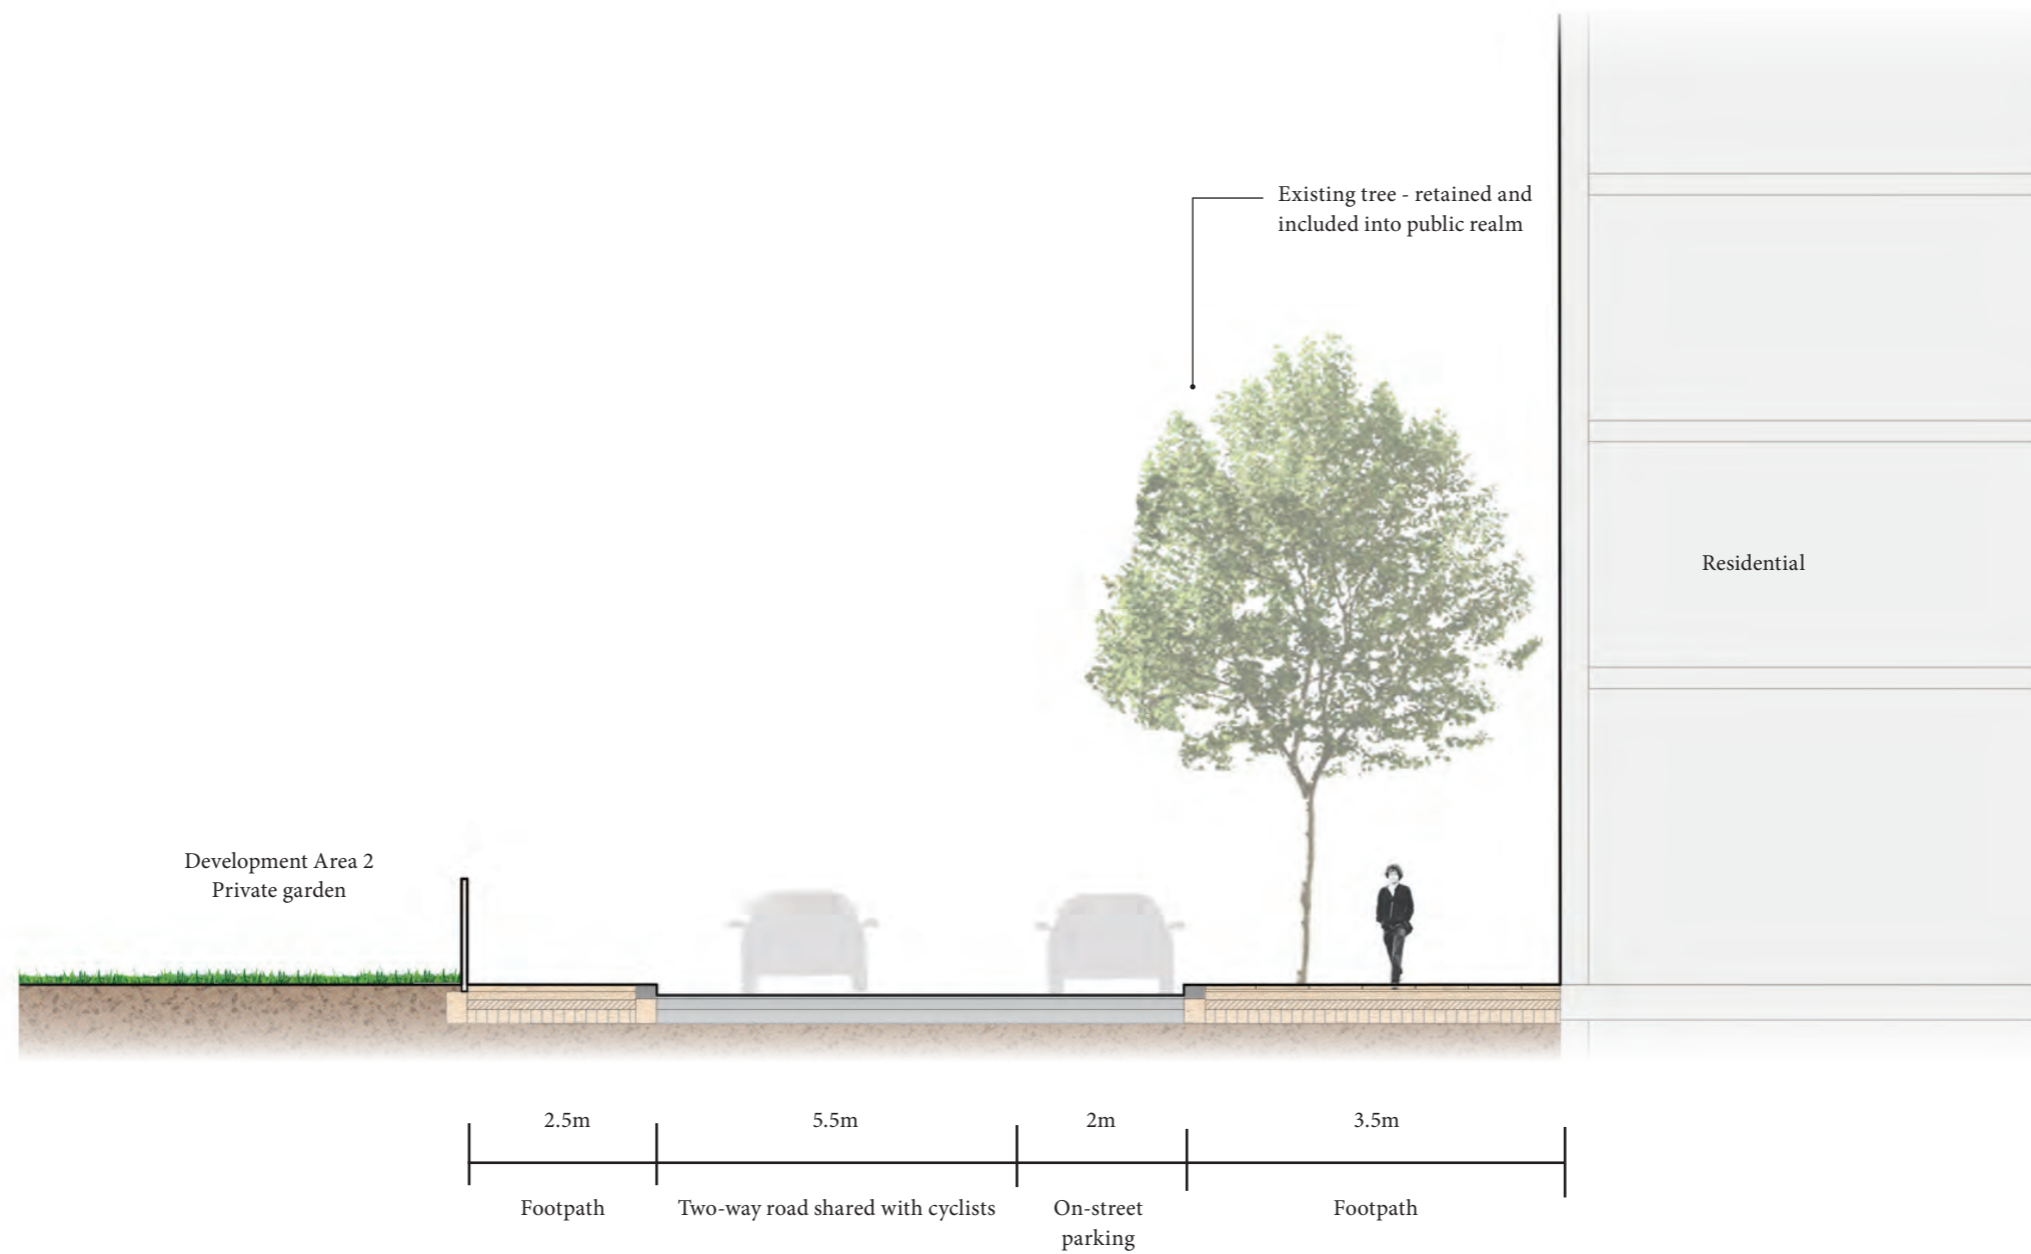 Existing tree - retained and
included into public realm
Residential
Development Area 2
Private garden
2.5m
5.5m
2m
3.5m
Footpath
Two-way road shared with cyclists
On-street
parking
Footpath